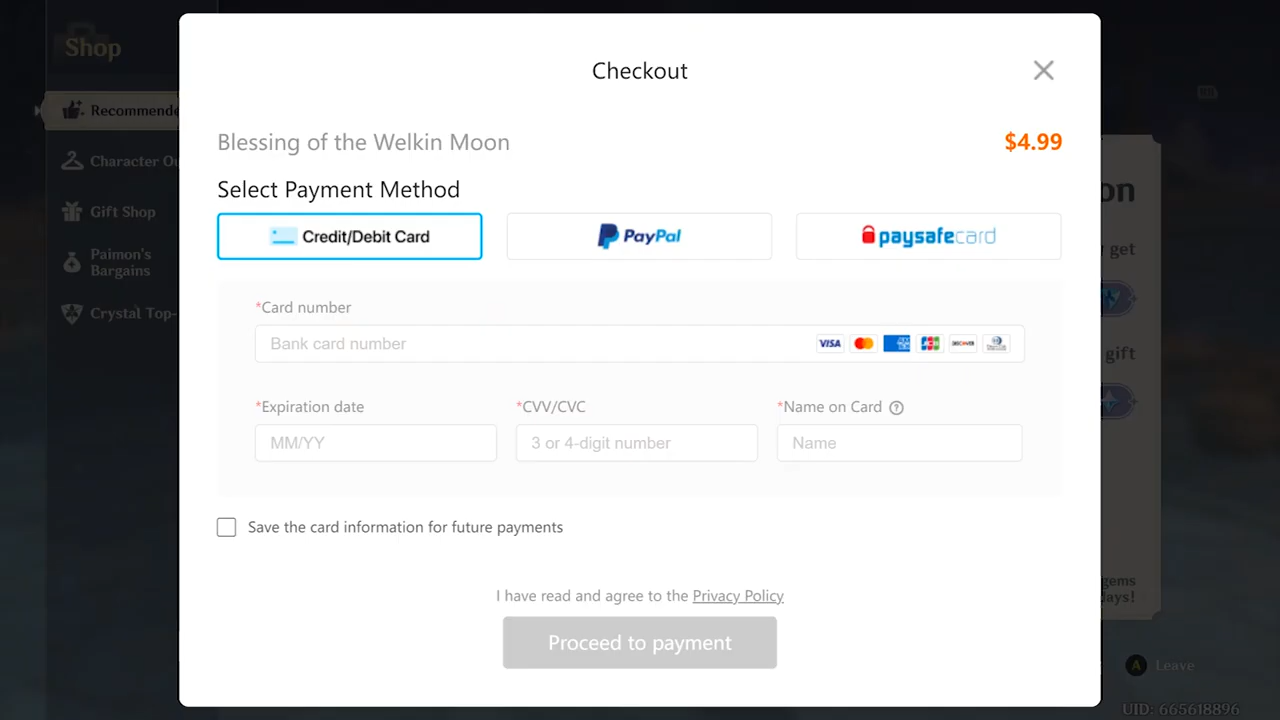 Shop
Checkout
Recommende
Blessing of the Welkin Moon
$4.99
Character Ou
Select Payment Method
on
Gift Shop
Credit/Debit Card
PayPal
paysafecard
get
Paimon's
Bargains
*Card number
Crystal Top-
Bank card number
VISA
DISCOVER
gift
*Expiration date
*CVV/CVC
*Name on Card
MM/YY
3 or 4-digit number
Name
Save the card information for future payments
gems
I have read and agree to the Privacy Policy
days!
Proceed to payment
A Leave
UID: 665618896